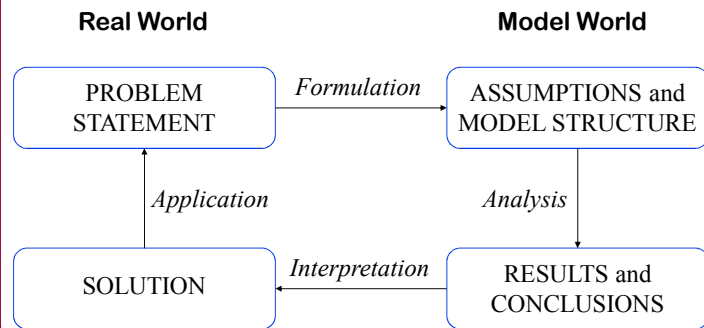 Real World
Model World
PROBLEM
STATEMENT
Formulation
ASSUMPTIONS and
MODEL STRUCTURE
Application
Analysis
SOLUTION
Interpretation
RESULTS and
CONCLUSIONS